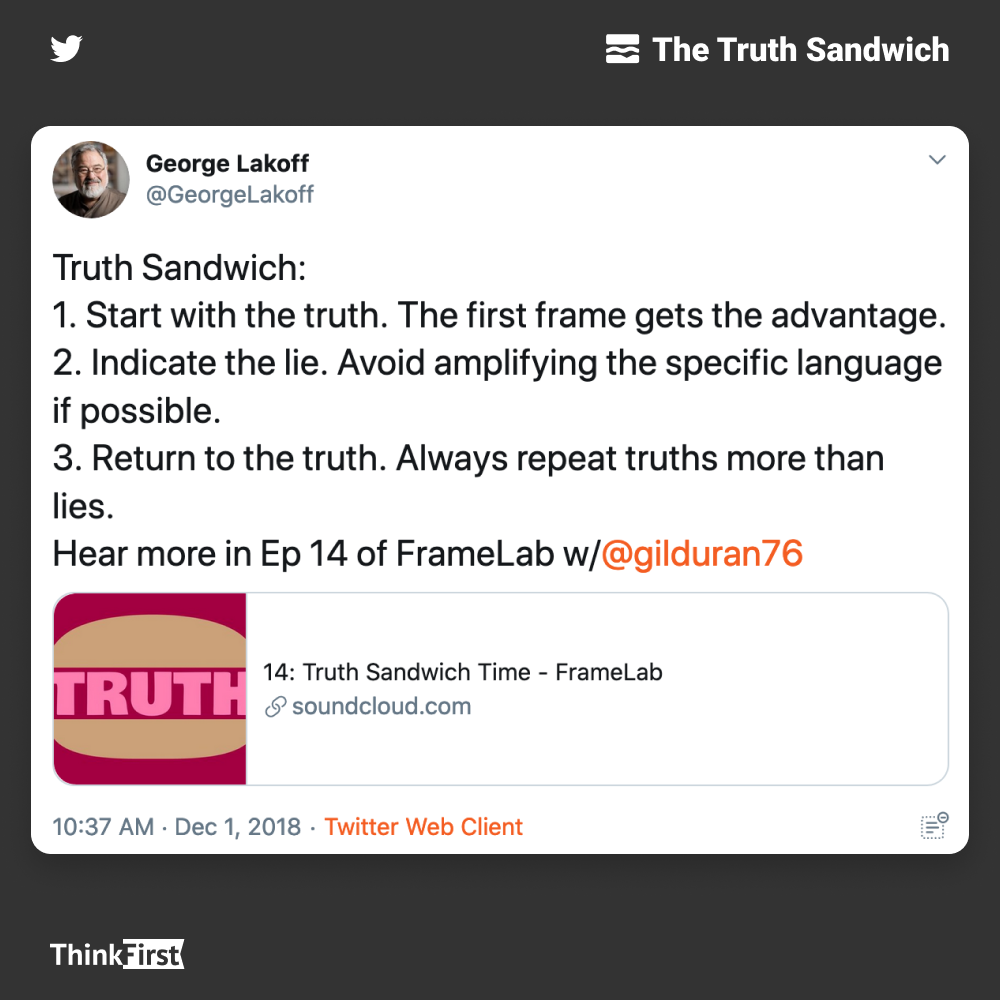 The Truth Sandwich
George Lakoff
@GeorgeLakoff
Truth Sandwich:
1. Start with the truth. The first frame gets the advantage.
2. Indicate the lie. Avoid amplifying the specific language
if possible.
3. Return to the truth. Always repeat truths more than
lies.
Hear more in Ep 14 of FrameLab w/@gilduran76
TRUTH
14: Truth Sandwich Time - FrameLab
soundcloud.com
10:37 AM · Dec 1, 2018 · Twitter Web Client
ThinkFirst